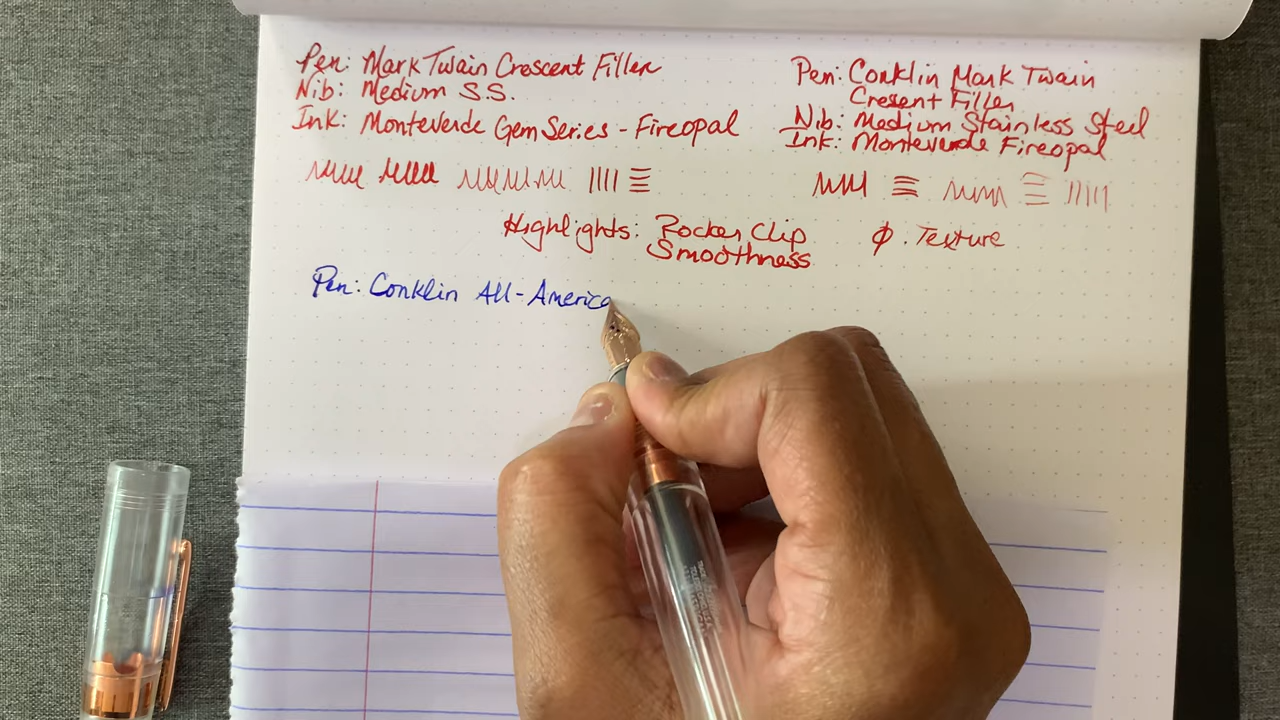 Pen: Mark Twain Crescent Filler
Nib: Medium S.S.
Ink: Monteverde Gem Series - Fireopal
Pen: Conklin Mark Twain
Cresent Filler
Nib: Medium Stainless Steel
Ink: Monteverde Fireopal
Highlights: Rocker Clip
Smoothness
φ. Texture
Pen: Conklin All-America